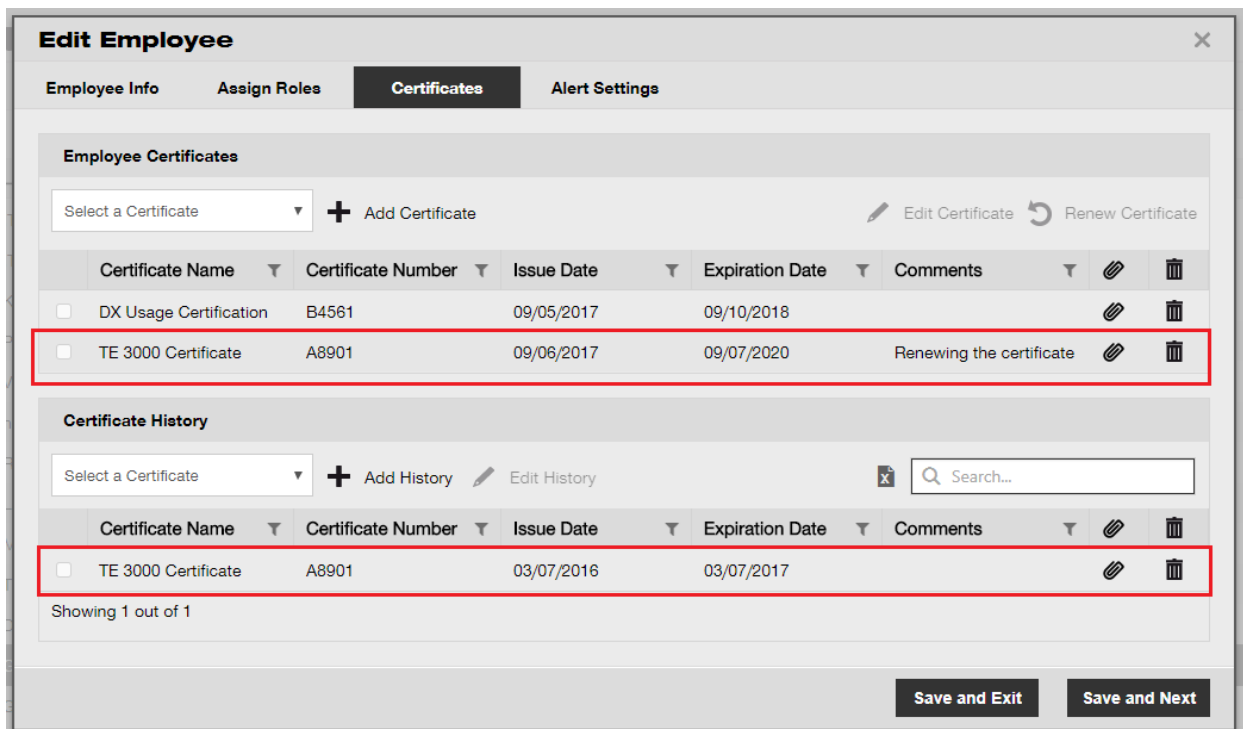 Edit Employee
Employee Info Assign Roles Certificates Alert Settings
Employee Certificates
Select a Certificate Add Certificate Edit Certificate Renew Certificate
Certificate Name Certificate Number Issue Date Expiration Date Comments
DX Usage Certification B4561 09/05/2017 09/10/2018
TE 3000 Certificate A8901 09/06/2017 09/07/2020 Renewing the certificate
Certificate History
Select a Certificate Add History Edit History Search...
Certificate Name Certificate Number Issue Date Expiration Date Comments
TE 3000 Certificate A8901 03/07/2016 03/07/2017
Showing 1 out of 1
Save and Exit Save and Next